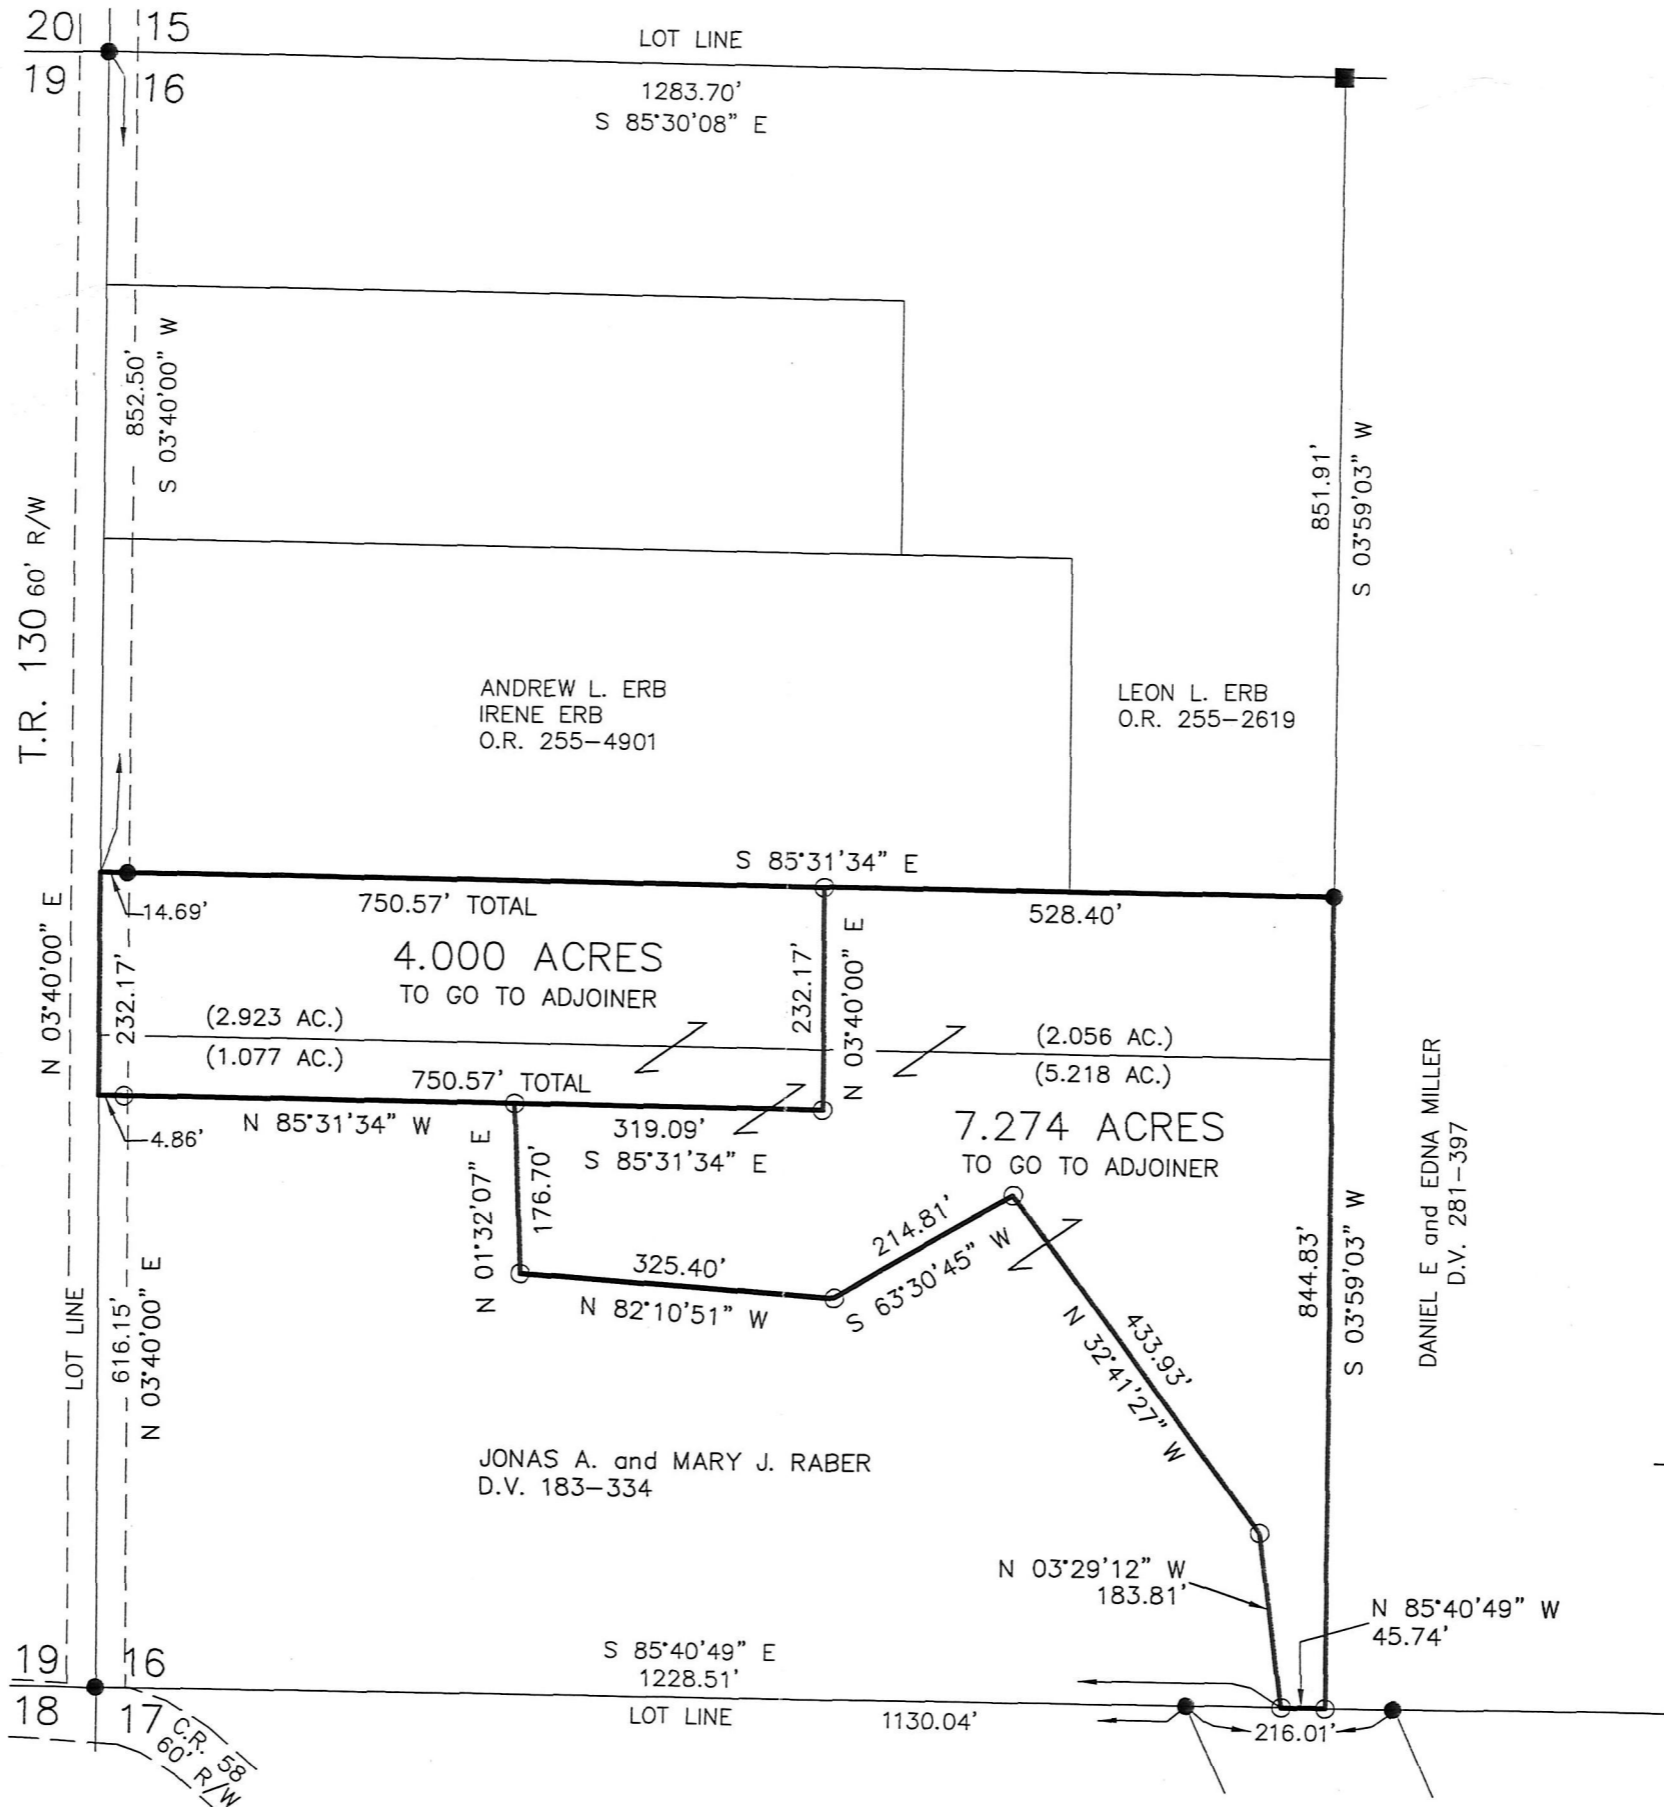 20
15
19
16
LOT LINE
1283.70'
S 85°30'08" E
852.50'
S 03°40'00" W
851.91'
S 03°59'03" W
T.R. 130 60' R/W
ANDREW L. ERB
IRENE ERB
O.R. 255-4901
LEON L. ERB
O.R. 255-2619
S 85°31'34" E
14.69'
750.57' TOTAL
528.40'
N 03°40'00" E
232.17'
4.000 ACRES
TO GO TO ADJOINER
232.17'
N 03°40'00" E
(2.923 AC.)
(1.077 AC.)
(2.056 AC.)
(5.218 AC.)
750.57' TOTAL
4.86'
N 85°31'34" W
319.09'
S 85°31'34" E
7.274 ACRES
TO GO TO ADJOINER
N 01°32'07" E
176.70'
325.40'
N 82°10'51" W
214.81'
S 63°30'45" W
433.93'
N 32°41'27" W
844.83'
S 03°59'03" W
DANIEL E and EDNA MILLER
D.V. 281-397
LOT LINE
616.15'
N 03°40'00" E
JONAS A. and MARY J. RABER
D.V. 183-334
N 03°29'12" W
183.81'
N 85°40'49" W
45.74'
19
16
18
17
S 85°40'49" E
1228.51'
LOT LINE
1130.04'
216.01'
C.R. 58
60' R/W